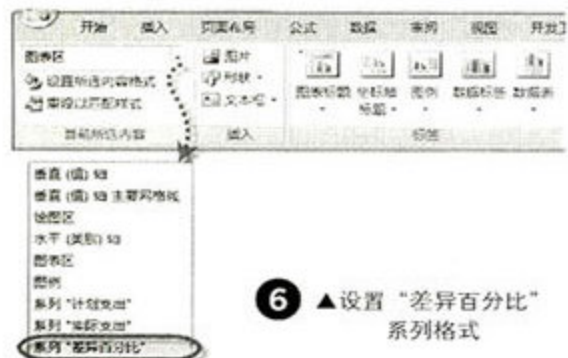 开始 插入 页面布局 公式 数据 审阅 视图 开发工
图表区
设置所选内容格式
重设以匹配样式
当前所选内容
图片
形状
文本框
插入
图表标题 坐标轴标题 图例 数据标签 数据表
标签
垂直 (值) 轴
垂直 (值) 轴 主要网格线
绘图区
水平 (类别) 轴
图表区
图例
系列 "计划支出"
系列 "实际支出"
系列 "差异百分比"
6 ▲设置“差异百分比”
系列格式